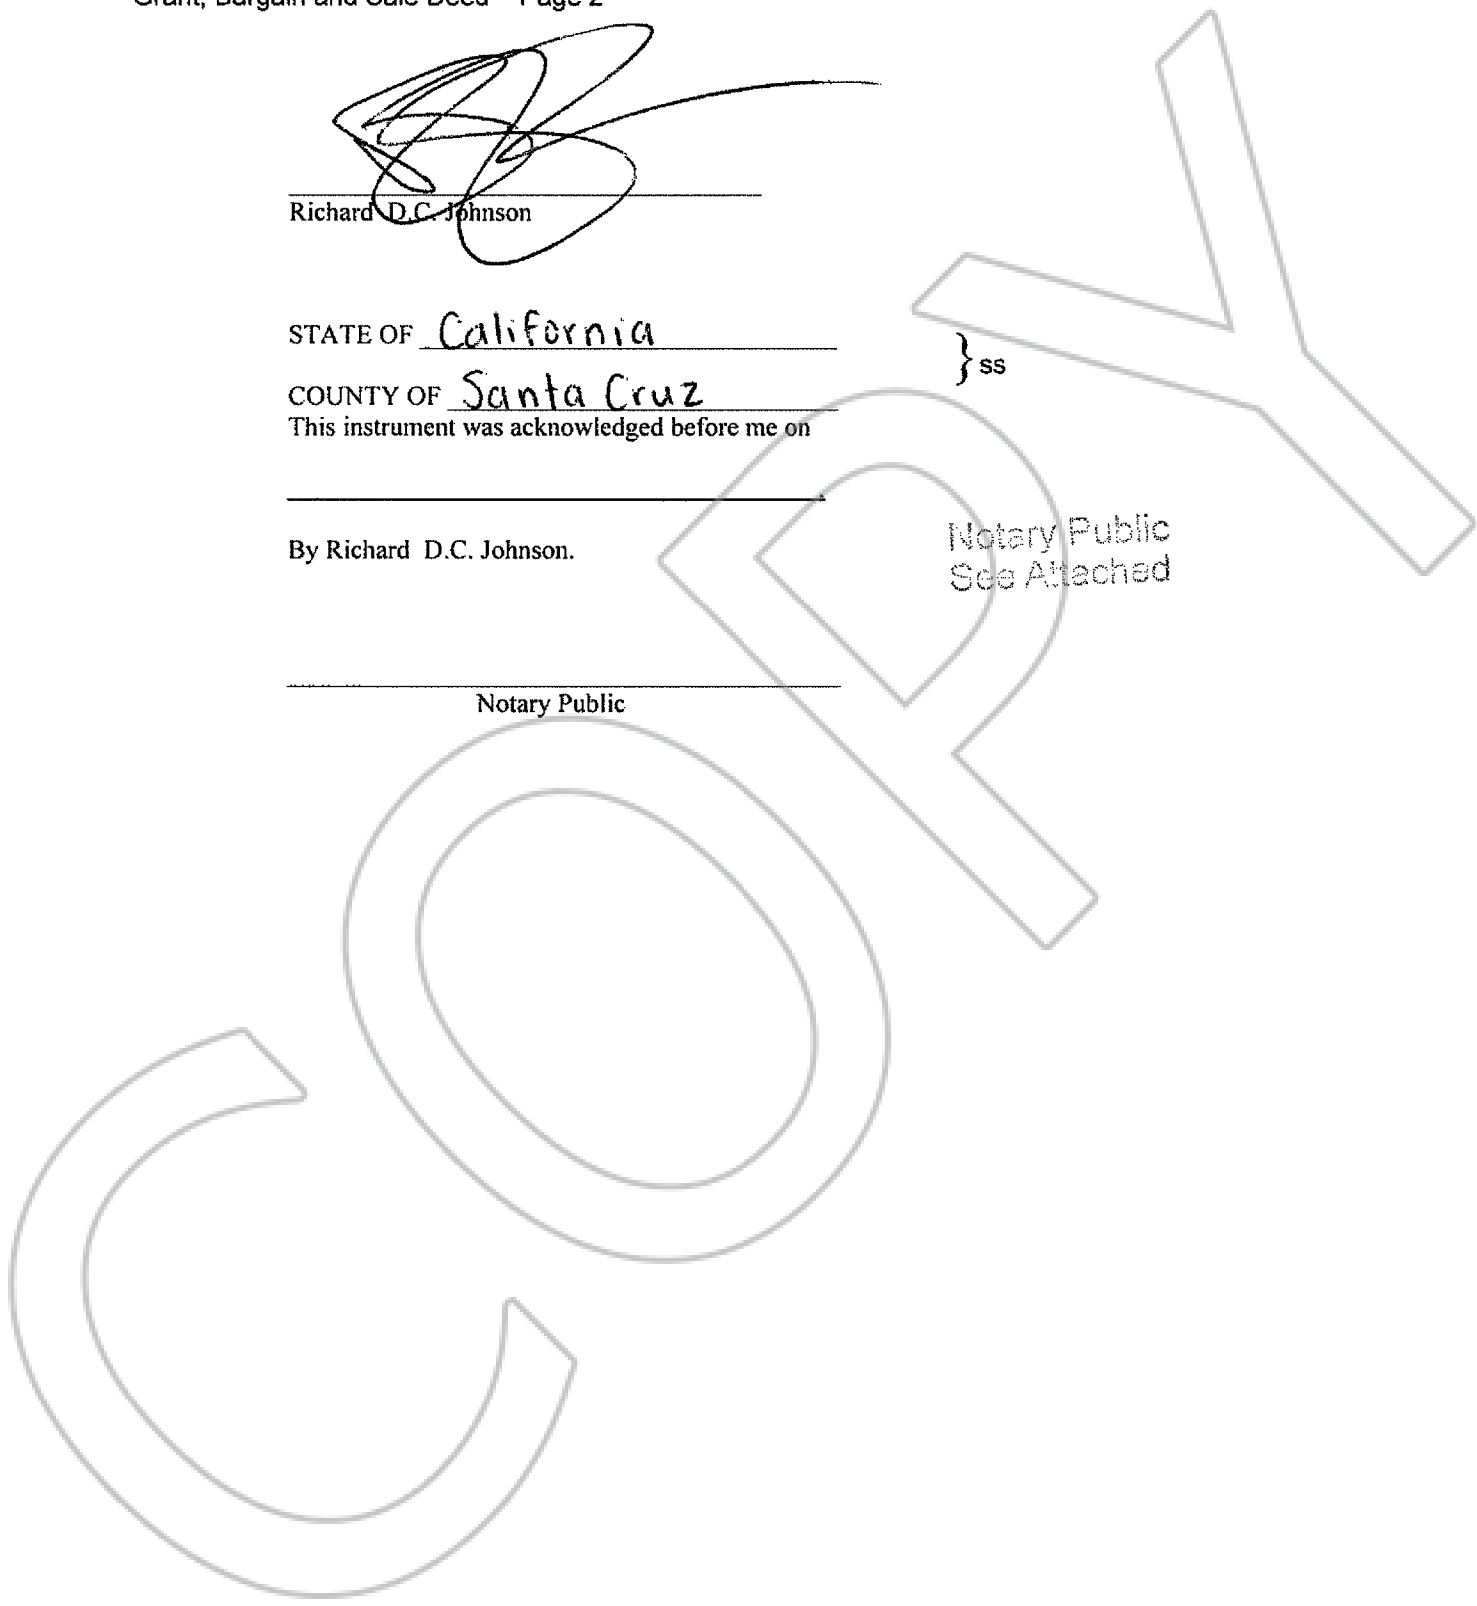 Grant, Bargain and Sale Deed – Page 2
Richard D.C. Johnson
STATE OF California
COUNTY OF Santa Cruz
}ss
This instrument was acknowledged before me on
By Richard D.C. Johnson.
Notary Public
See Attached
Notary Public
COPY